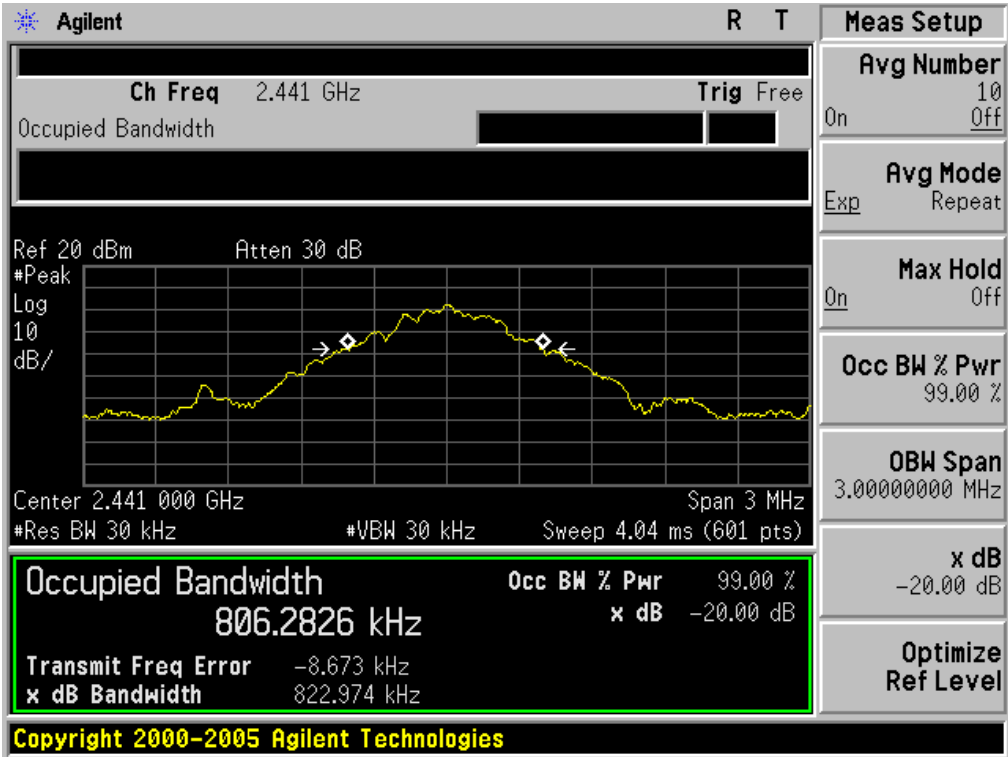 Agilent R T
Ch Freq 2.441 GHz Trig Free
Occupied Bandwidth
Ref 20 dBm Atten 30 dB
#Peak
Log
10
dB/
Center 2.441 000 GHz Span 3 MHz
#Res BW 30 kHz #VBW 30 kHz Sweep 4.04 ms (601 pts)
Occupied Bandwidth Occ BW % Pwr 99.00 %
806.2826 kHz x dB -20.00 dB
Transmit Freq Error -8.673 kHz
x dB Bandwidth 822.974 kHz
Copyright 2000-2005 Agilent Technologies
Meas Setup
Avg Number
10
On Off
Avg Mode
Exp Repeat
Max Hold
On Off
Occ BW % Pwr
99.00 %
OBW Span
3.00000000 MHz
x dB
-20.00 dB
Optimize
Ref Level